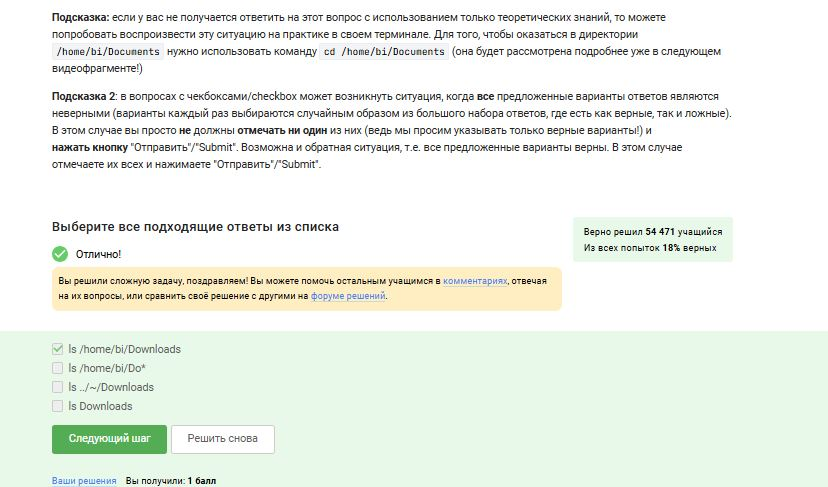 Подсказка: если у вас не получается ответить на этот вопрос с использованием только теоретических знаний, то можете
попробовать воспроизвести эту ситуацию на практике в своем терминале. Для того, чтобы оказаться в директории
/home/bi/Documents нужно использовать команду cd /home/bi/Documents (она будет рассмотрена подробнее уже в следующем
видеофрагменте!)
Подсказка 2: в вопросах с чекбоксами/checkbox может возникнуть ситуация, когда все предложенные варианты ответов являются
неверными (варианты каждый раз выбираются случайным образом из большого набора ответов, где есть как верные, так и ложные).
В этом случае вы просто не должны отмечать ни один из них (ведь мы просим указывать только верные варианты!) и
нажать кнопку "Отправить"/"Submit". Возможна и обратная ситуация, т.е. все предложенные варианты верны. В этом случае
отмечаете их всех и нажимаете "Отправить"/"Submit".
Выберите все подходящие ответы из списка
Верно решил 54 471 учащийся
Из всех попыток 18% верных
Отлично!
Вы решили сложную задачу, поздравляем! Вы можете помочь остальным учащимся в комментариях, отвечая
на их вопросы, или сравнить своё решение с другими на форуме решений.
ls /home/bi/Downloads
ls /home/bi/Do*
ls ../~/Downloads
ls Downloads
Следующий шаг
Решить снова
Ваши решения Вы получили: 1 балл